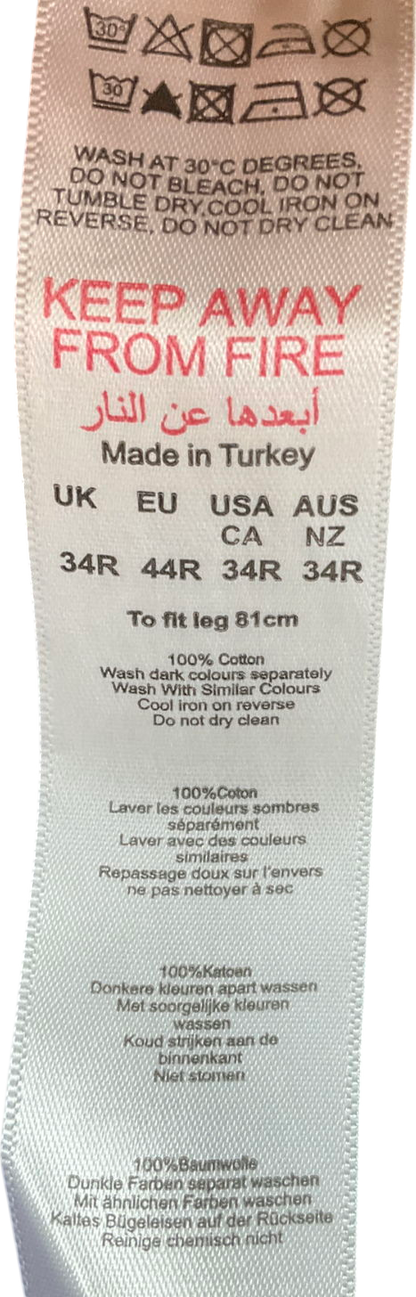 30°
30
WASH AT 30°C DEGREES.
DO NOT BLEACH, DO NOT
TUMBLE DRY,COOL IRON ON
REVERSE, DO NOT DRY CLEAN
KEEP AWAY
FROM FIRE
أبعدها عن النار
Made in Turkey
UK EU USA AUS
CA NZ
34R 44R 34R 34R
To fit leg 81cm
100% Cotton
Wash dark colours separately
Wash With Similar Colours
Cool iron on reverse
Do not dry clean
100%Coton
Laver les couleurs sombres
séparément
Laver avec des couleurs
similaires
Repassage doux sur l'envers
ne pas nettoyer à sec
100%Katoen
Donkere kleuren apart wassen
Met soorgelijke kleuren
wassen
Koud strijken aan de
binnenkant
Niet stomen
100%Baumwolle
Dunkle Farben separat waschen
Mit ähnlichen Farben waschen
Kaltes Bügeleisen auf der Rückseite
Reinige chemisch nicht